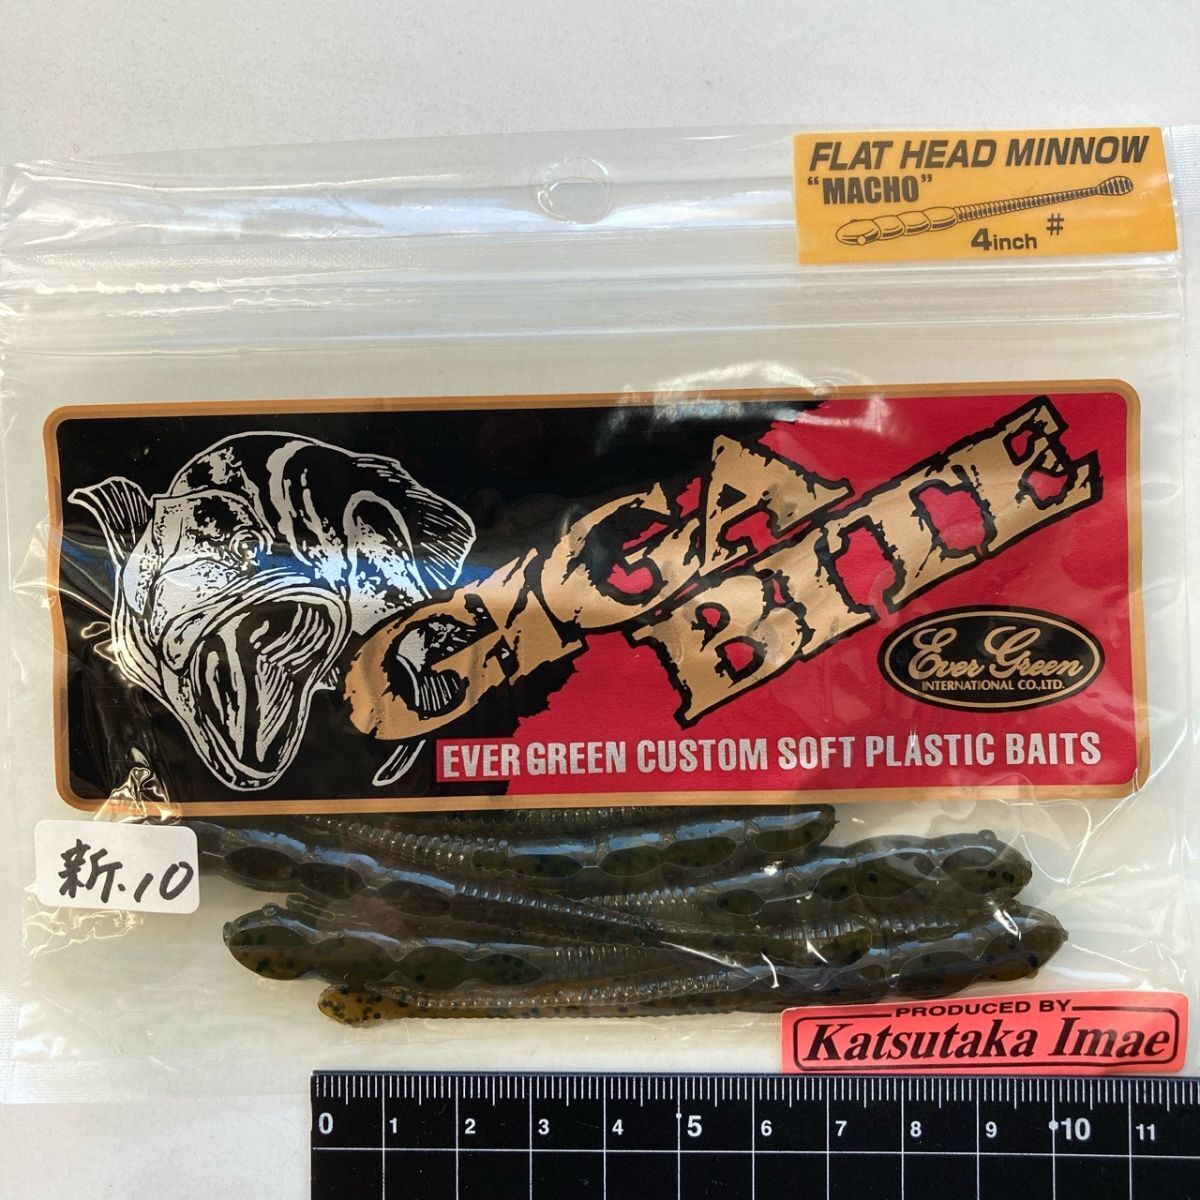 FLAT HEAD MINNOW
"MACHO"
4inch #
GIGA
BITE
Ever Green
INTERNATIONAL CO.,LTD.
EVER GREEN CUSTOM SOFT PLASTIC BAITS
新.10
PRODUCED BY
Katsutaka Imae
0 1 2 3 4 5 6 7 8 9 10 11